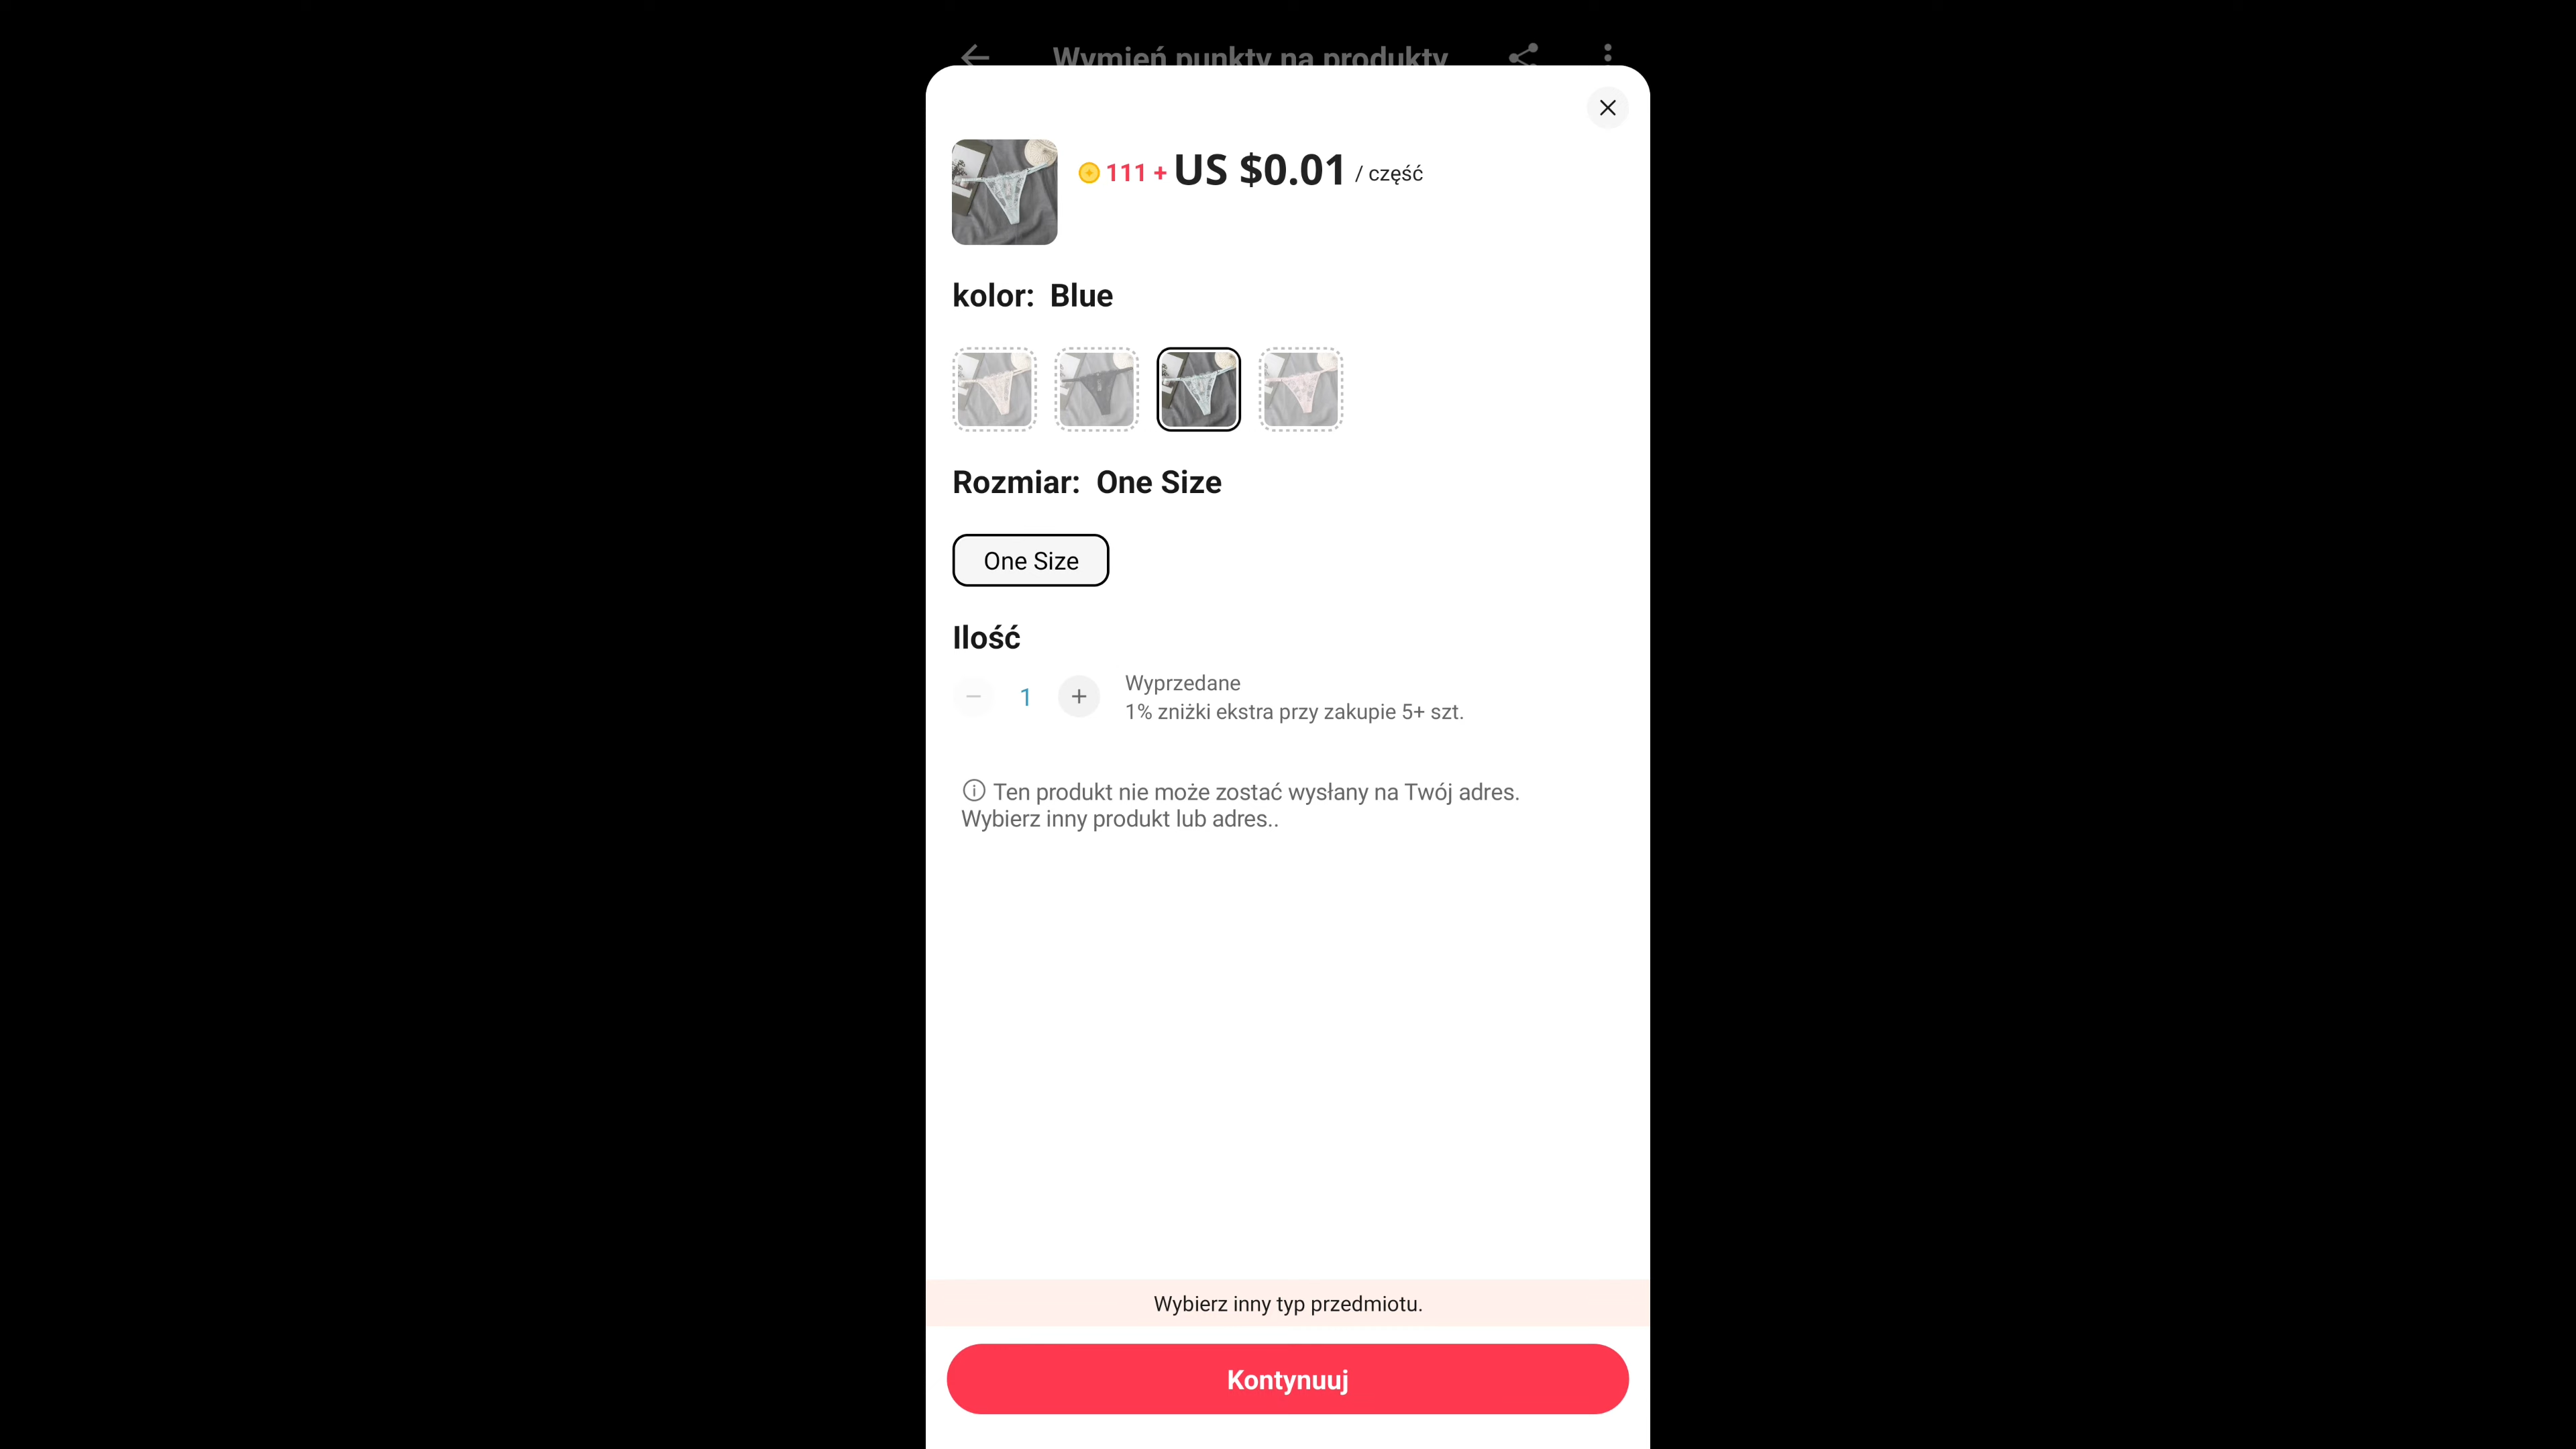 Wymień punkty na produkty
111 + US $0.01 / część
kolor: Blue
Rozmiar: One Size
One Size
Ilość
1
Wyprzedane
1% zniżki ekstra przy zakupie 5+ szt.
Ten produkt nie może zostać wysłany na Twój adres.
Wybierz inny produkt lub adres..
Wybierz inny typ przedmiotu.
Kontynuuj